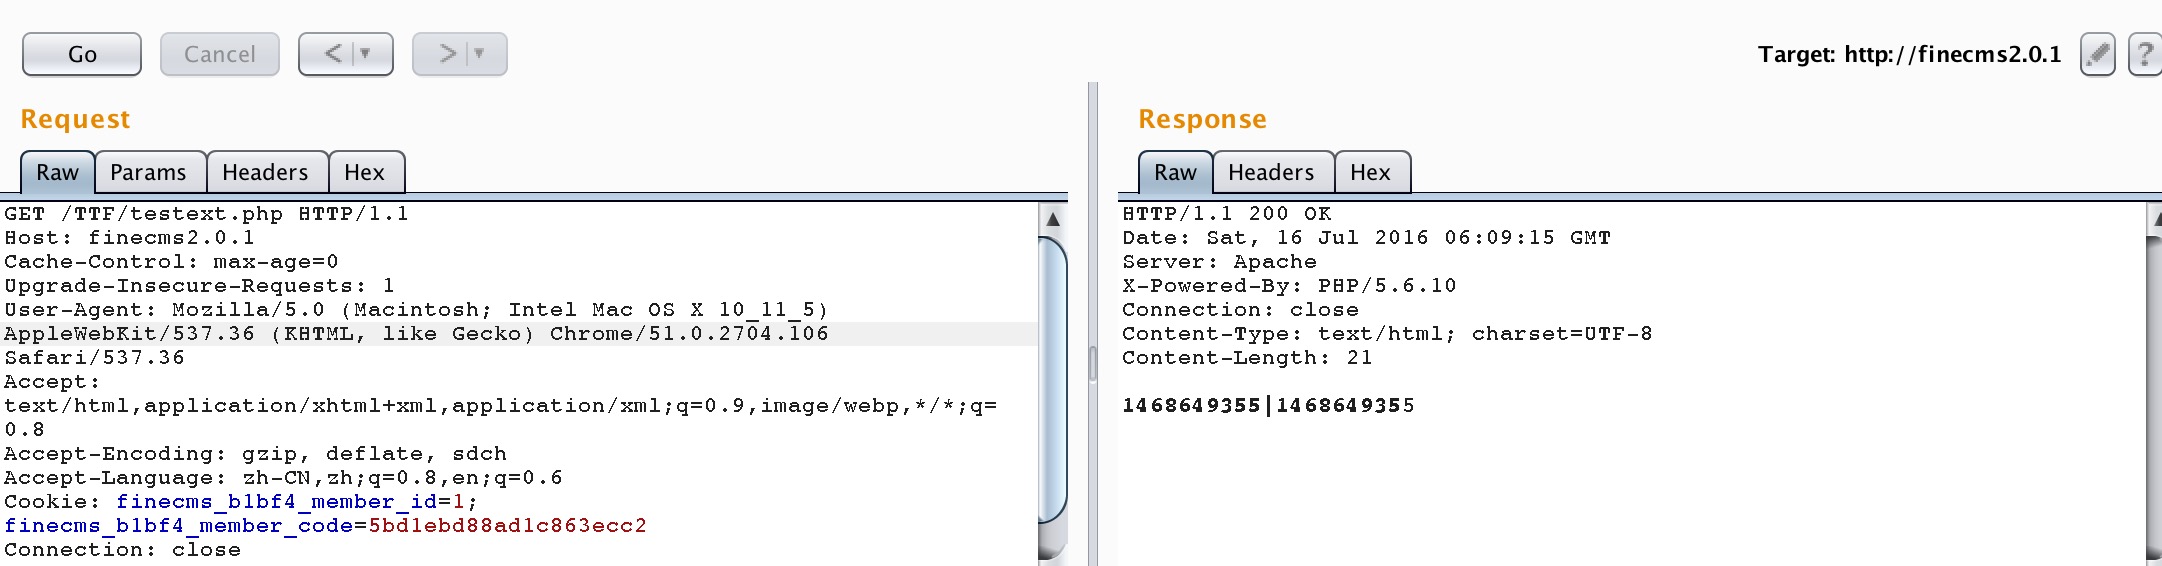 Go
Cancel
<
>
Target: http://finecms2.0.1
?
Request
Raw
Params
Headers
Hex
GET /TTF/testext.php HTTP/1.1
Host: finecms2.0.1
Cache-Control: max-age=0
Upgrade-Insecure-Requests: 1
User-Agent: Mozilla/5.0 (Macintosh; Intel Mac OS X 10_11_5)
AppleWebKit/537.36 (KHTML, like Gecko) Chrome/51.0.2704.106
Safari/537.36
Accept:
text/html,application/xhtml+xml,application/xml;q=0.9,image/webp,*/*;q=
0.8
Accept-Encoding: gzip, deflate, sdch
Accept-Language: zh-CN,zh;q=0.8,en;q=0.6
Cookie: finecms_b1bf4_member_id=1;
finecms_b1bf4_member_code=5bd1ebd88ad1c863ecc2
Connection: close
Response
Raw
Headers
Hex
HTTP/1.1 200 OK
Date: Sat, 16 Jul 2016 06:09:15 GMT
Server: Apache
X-Powered-By: PHP/5.6.10
Connection: close
Content-Type: text/html; charset=UTF-8
Content-Length: 21
1468649355|1468649355